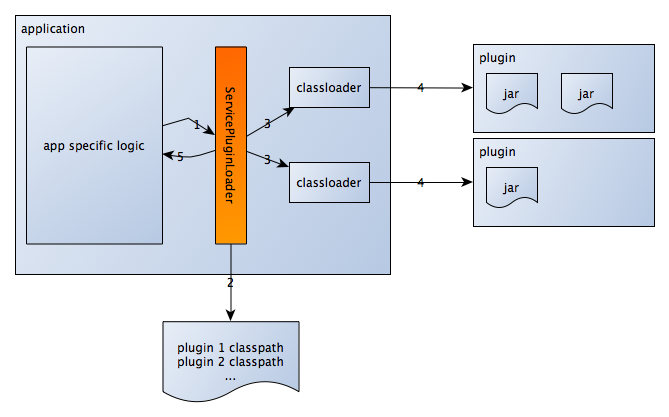 application
plugin
app specific logic
ServicePluginLoader
classloader
4
jar
jar
1
3
5
3
classloader
4
plugin
jar
2
plugin 1 classpath
plugin 2 classpath
...